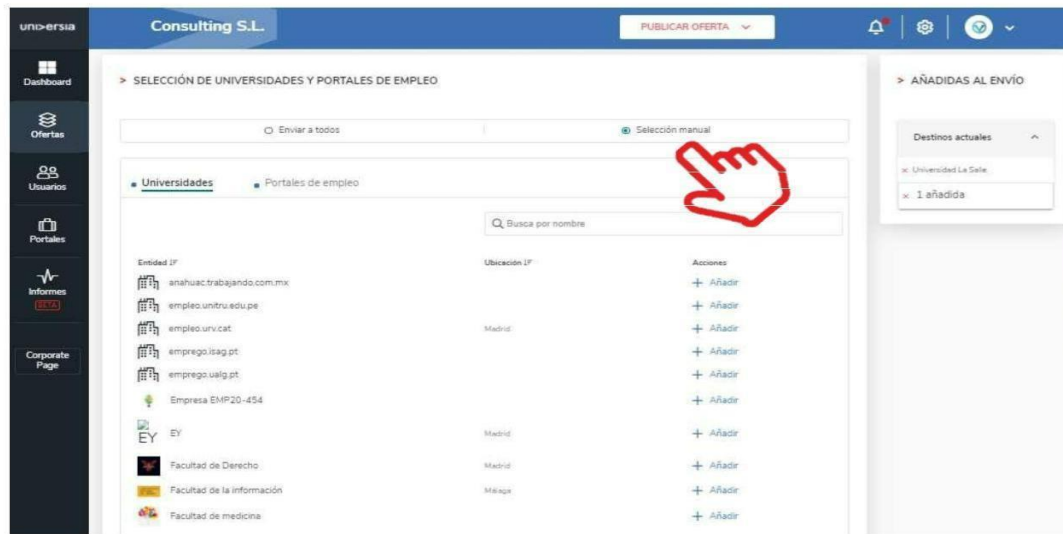 universia
Consulting S.L.
PUBLICAR OFERTA
Dashboard
Ofertas
Usuarios
Portales
Informes
BETA
Corporate
Page
> SELECCIÓN DE UNIVERSIDADES Y PORTALES DE EMPLEO
Enviar a todos
Selección manual
Universidades
Portales de empleo
Busca por nombre
Entidad
Ubicación
Acciones
anahuac.trabajando.com.mx
+ Añadir
empleo.unitru.edu.pe
+ Añadir
empleo.urv.cat
Madrid
+ Añadir
emprego.isag.pt
+ Añadir
emprego.ualg.pt
+ Añadir
Empresa EMP20-454
+ Añadir
EY
EY
Madrid
+ Añadir
Facultad de Derecho
Madrid
+ Añadir
Facultad de la información
Málaga
+ Añadir
Facultad de medicina
+ Añadir
> AÑADIDAS AL ENVÍO
Destinos actuales
× Universidad La Salle
× 1 añadida